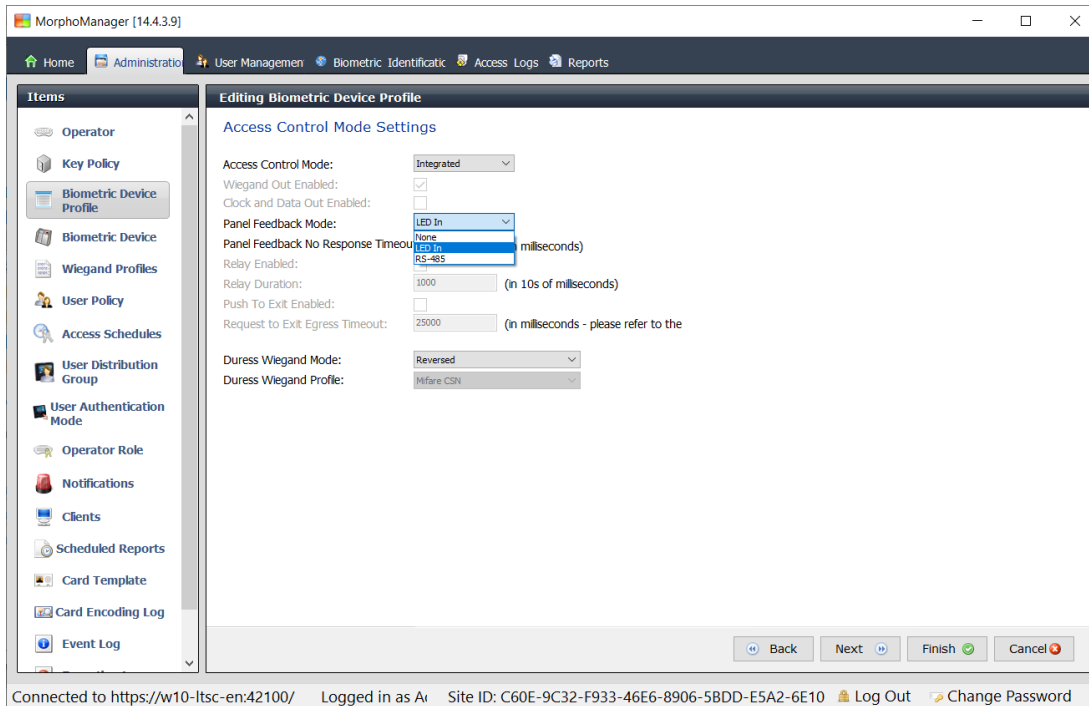 MorphoManager [14.4.3.9]
Home Administratio User Managemen Biometric Identificatic Access Logs Reports
Items
Operator
Key Policy
Biometric Device
Profile
Biometric Device
Wiegand Profiles
User Policy
Access Schedules
User Distribution
Group
User Authentication
Mode
Operator Role
Notifications
Clients
Scheduled Reports
Card Template
Card Encoding Log
Event Log
Editing Biometric Device Profile
Access Control Mode Settings
Access Control Mode: Integrated
Wiegand Out Enabled:
Clock and Data Out Enabled:
Panel Feedback Mode: LED In
None
LED In
RS-485
Panel Feedback No Response Timeou n miliseconds)
Relay Enabled:
Relay Duration: 1000 (in 10s of miliseconds)
Push To Exit Enabled:
Request to Exit Egress Timeout: 25000 (in miliseconds - please refer to the
Duress Wiegand Mode: Reversed
Duress Wiegand Profile: Mifare CSN
Back Next Finish Cancel
Connected to https://w10-ltsc-en:42100/ Logged in as A Site ID: C60E-9C32-F933-46E6-8906-5BDD-E5A2-6E10 Log Out Change Password